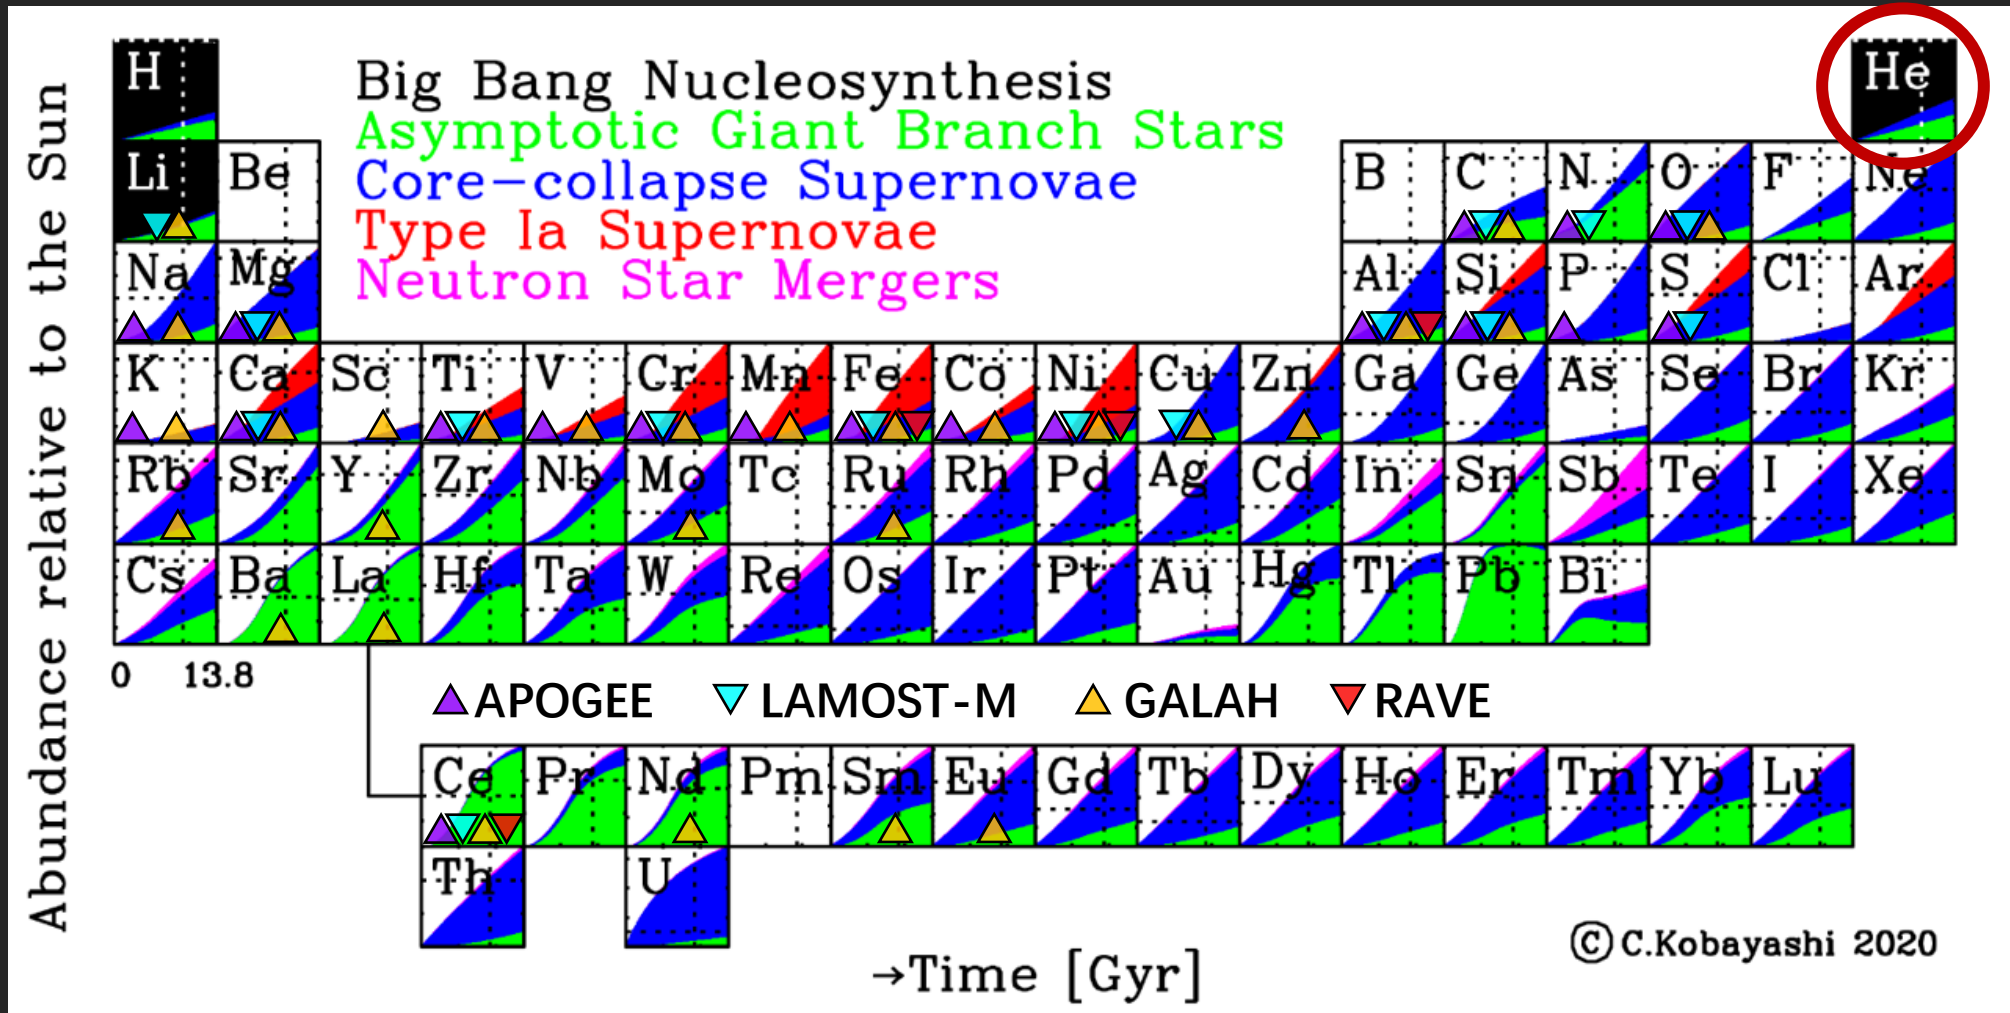 Abundance relative to the Sun
H He
Big Bang Nucleosynthesis
Asymptotic Giant Branch Stars
Core-collapse Supernovae
Type Ia Supernovae
Neutron Star Mergers
Li Be B C N O F Ne
Na Mg Al Si P S Cl Ar
K Ca Sc Ti V Cr Mn Fe Co Ni Cu Zn Ga Ge As Se Br Kr
Rb Sr Y Zr Nb Mo Tc Ru Rh Pd Ag Cd In Sn Sb Te I Xe
Cs Ba La Hf Ta W Re Os Ir Pt Au Hg Tl Pb Bi
0 13.8
APOGEE LAMOST-M GALAH RAVE
Ce Pr Nd Pm Sm Eu Gd Tb Dy Ho Er Tm Yb Lu
Th U
© C.Kobayashi 2020
→Time [Gyr]